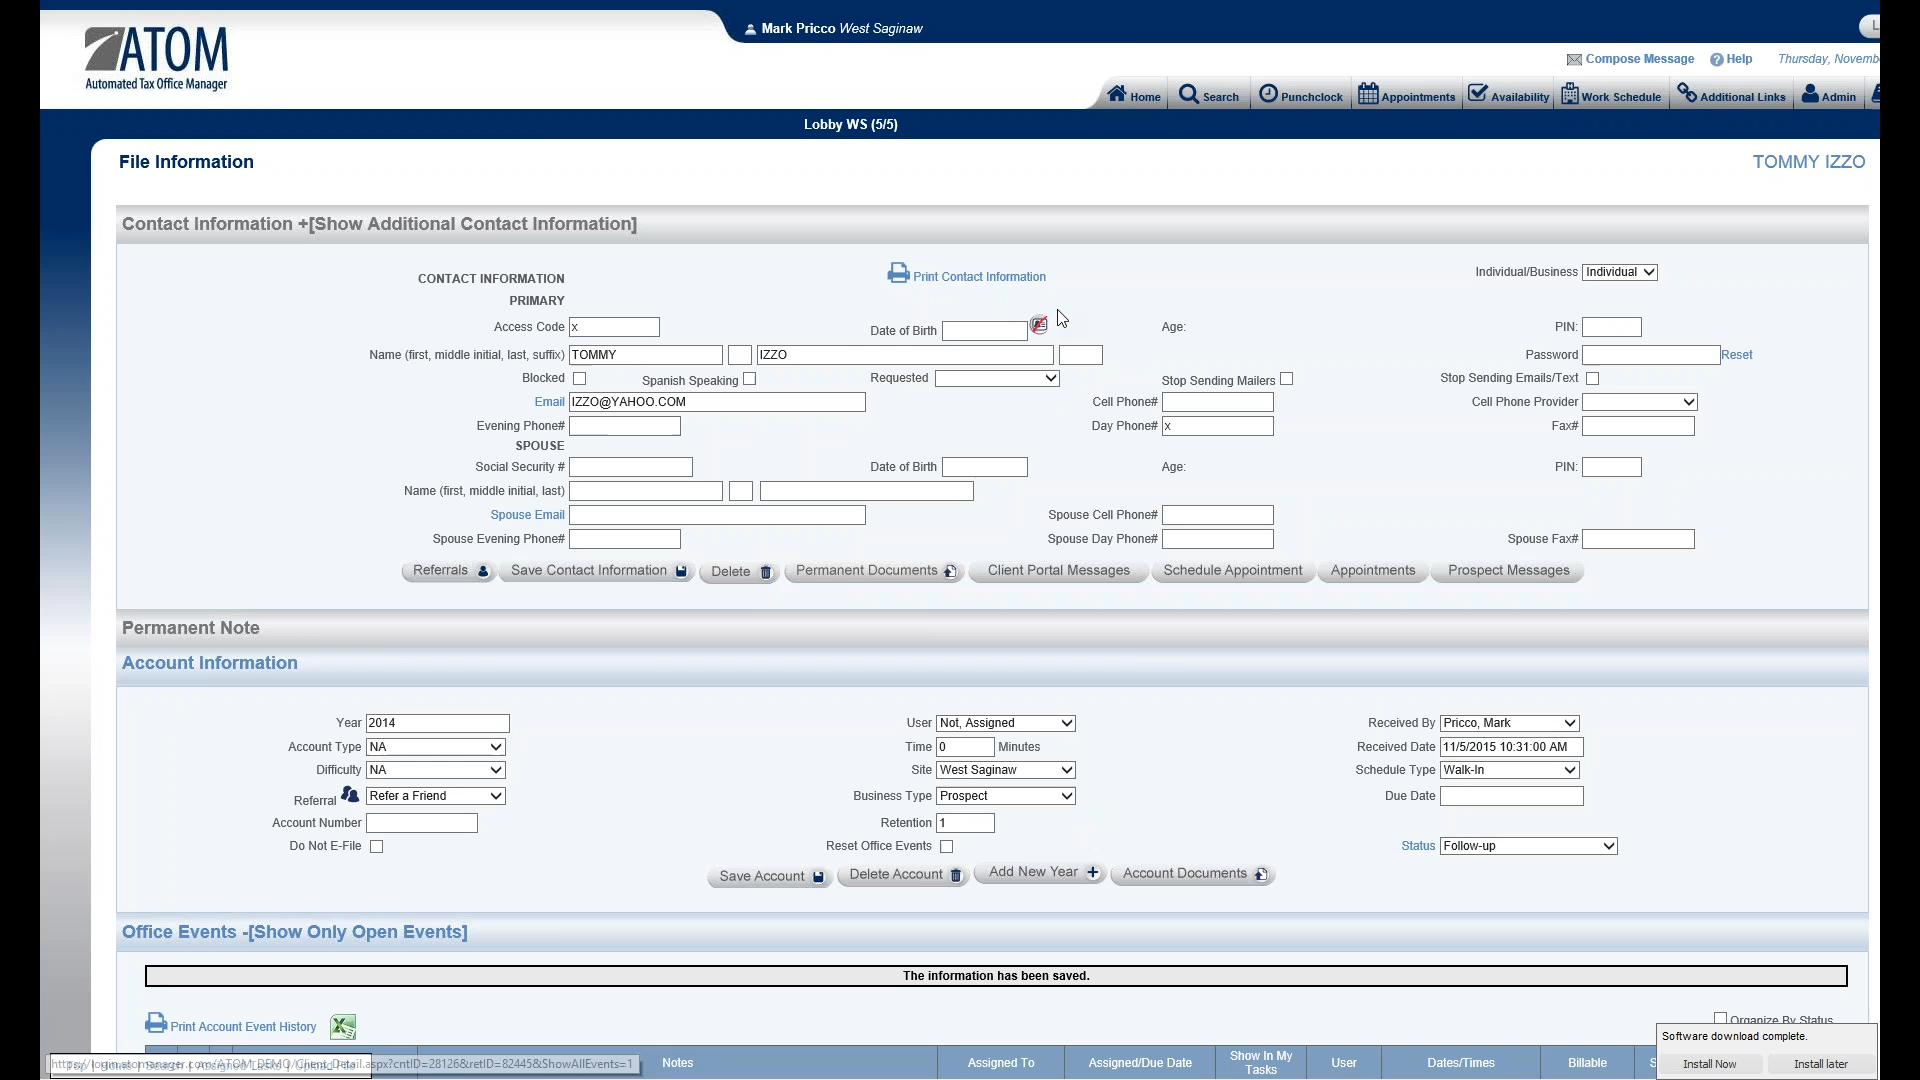 ATOM
Automated Tax Office Manager
Mark Pricco West Saginaw
Compose Message Help Thursday,
Home Search Punchclock Appointments Availability Work Schedule Additional Links Admin
Lobby WS (5/5)
File Information
TOMMY IZZO
Contact Information +[Show Additional Contact Information]
CONTACT INFORMATION Print Contact Information Individual/Business Individual
PRIMARY
Access Code x Date of Birth Age: PIN:
Name (first, middle initial, last, suffix) TOMMY IZZO Password Reset
Blocked Spanish Speaking Requested Stop Sending Mailers Stop Sending Emails/Text
Email IZZO@YAHOO.COM Cell Phone# Cell Phone Provider
Evening Phone# Day Phone# x Fax#
SPOUSE
Social Security # Date of Birth Age: PIN:
Name (first, middle initial, last)
Spouse Email Spouse Cell Phone#
Spouse Evening Phone# Spouse Day Phone# Spouse Fax#
Referrals Save Contact Information Delete Permanent Documents Client Portal Messages Schedule Appointment Appointments Prospect Messages
Permanent Note
Account Information
Year 2014 User Not, Assigned Received By Pricco, Mark
Account Type NA Time 0 Minutes Received Date 11/5/2015 10:31:00 AM
Difficulty NA Site West Saginaw Schedule Type Walk-In
Referral Refer a Friend Business Type Prospect Due Date
Account Number Retention 1
Do Not E-File Reset Office Events Status Follow-up
Save Account Delete Account Add New Year Account Documents
Office Events -[Show Only Open Events]
The information has been saved.
Print Account Event History
Organize By Status
Software download complete.
Install Now Install later
Notes Assigned To Assigned/Due Date Show In My Tasks User Dates/Times Billable